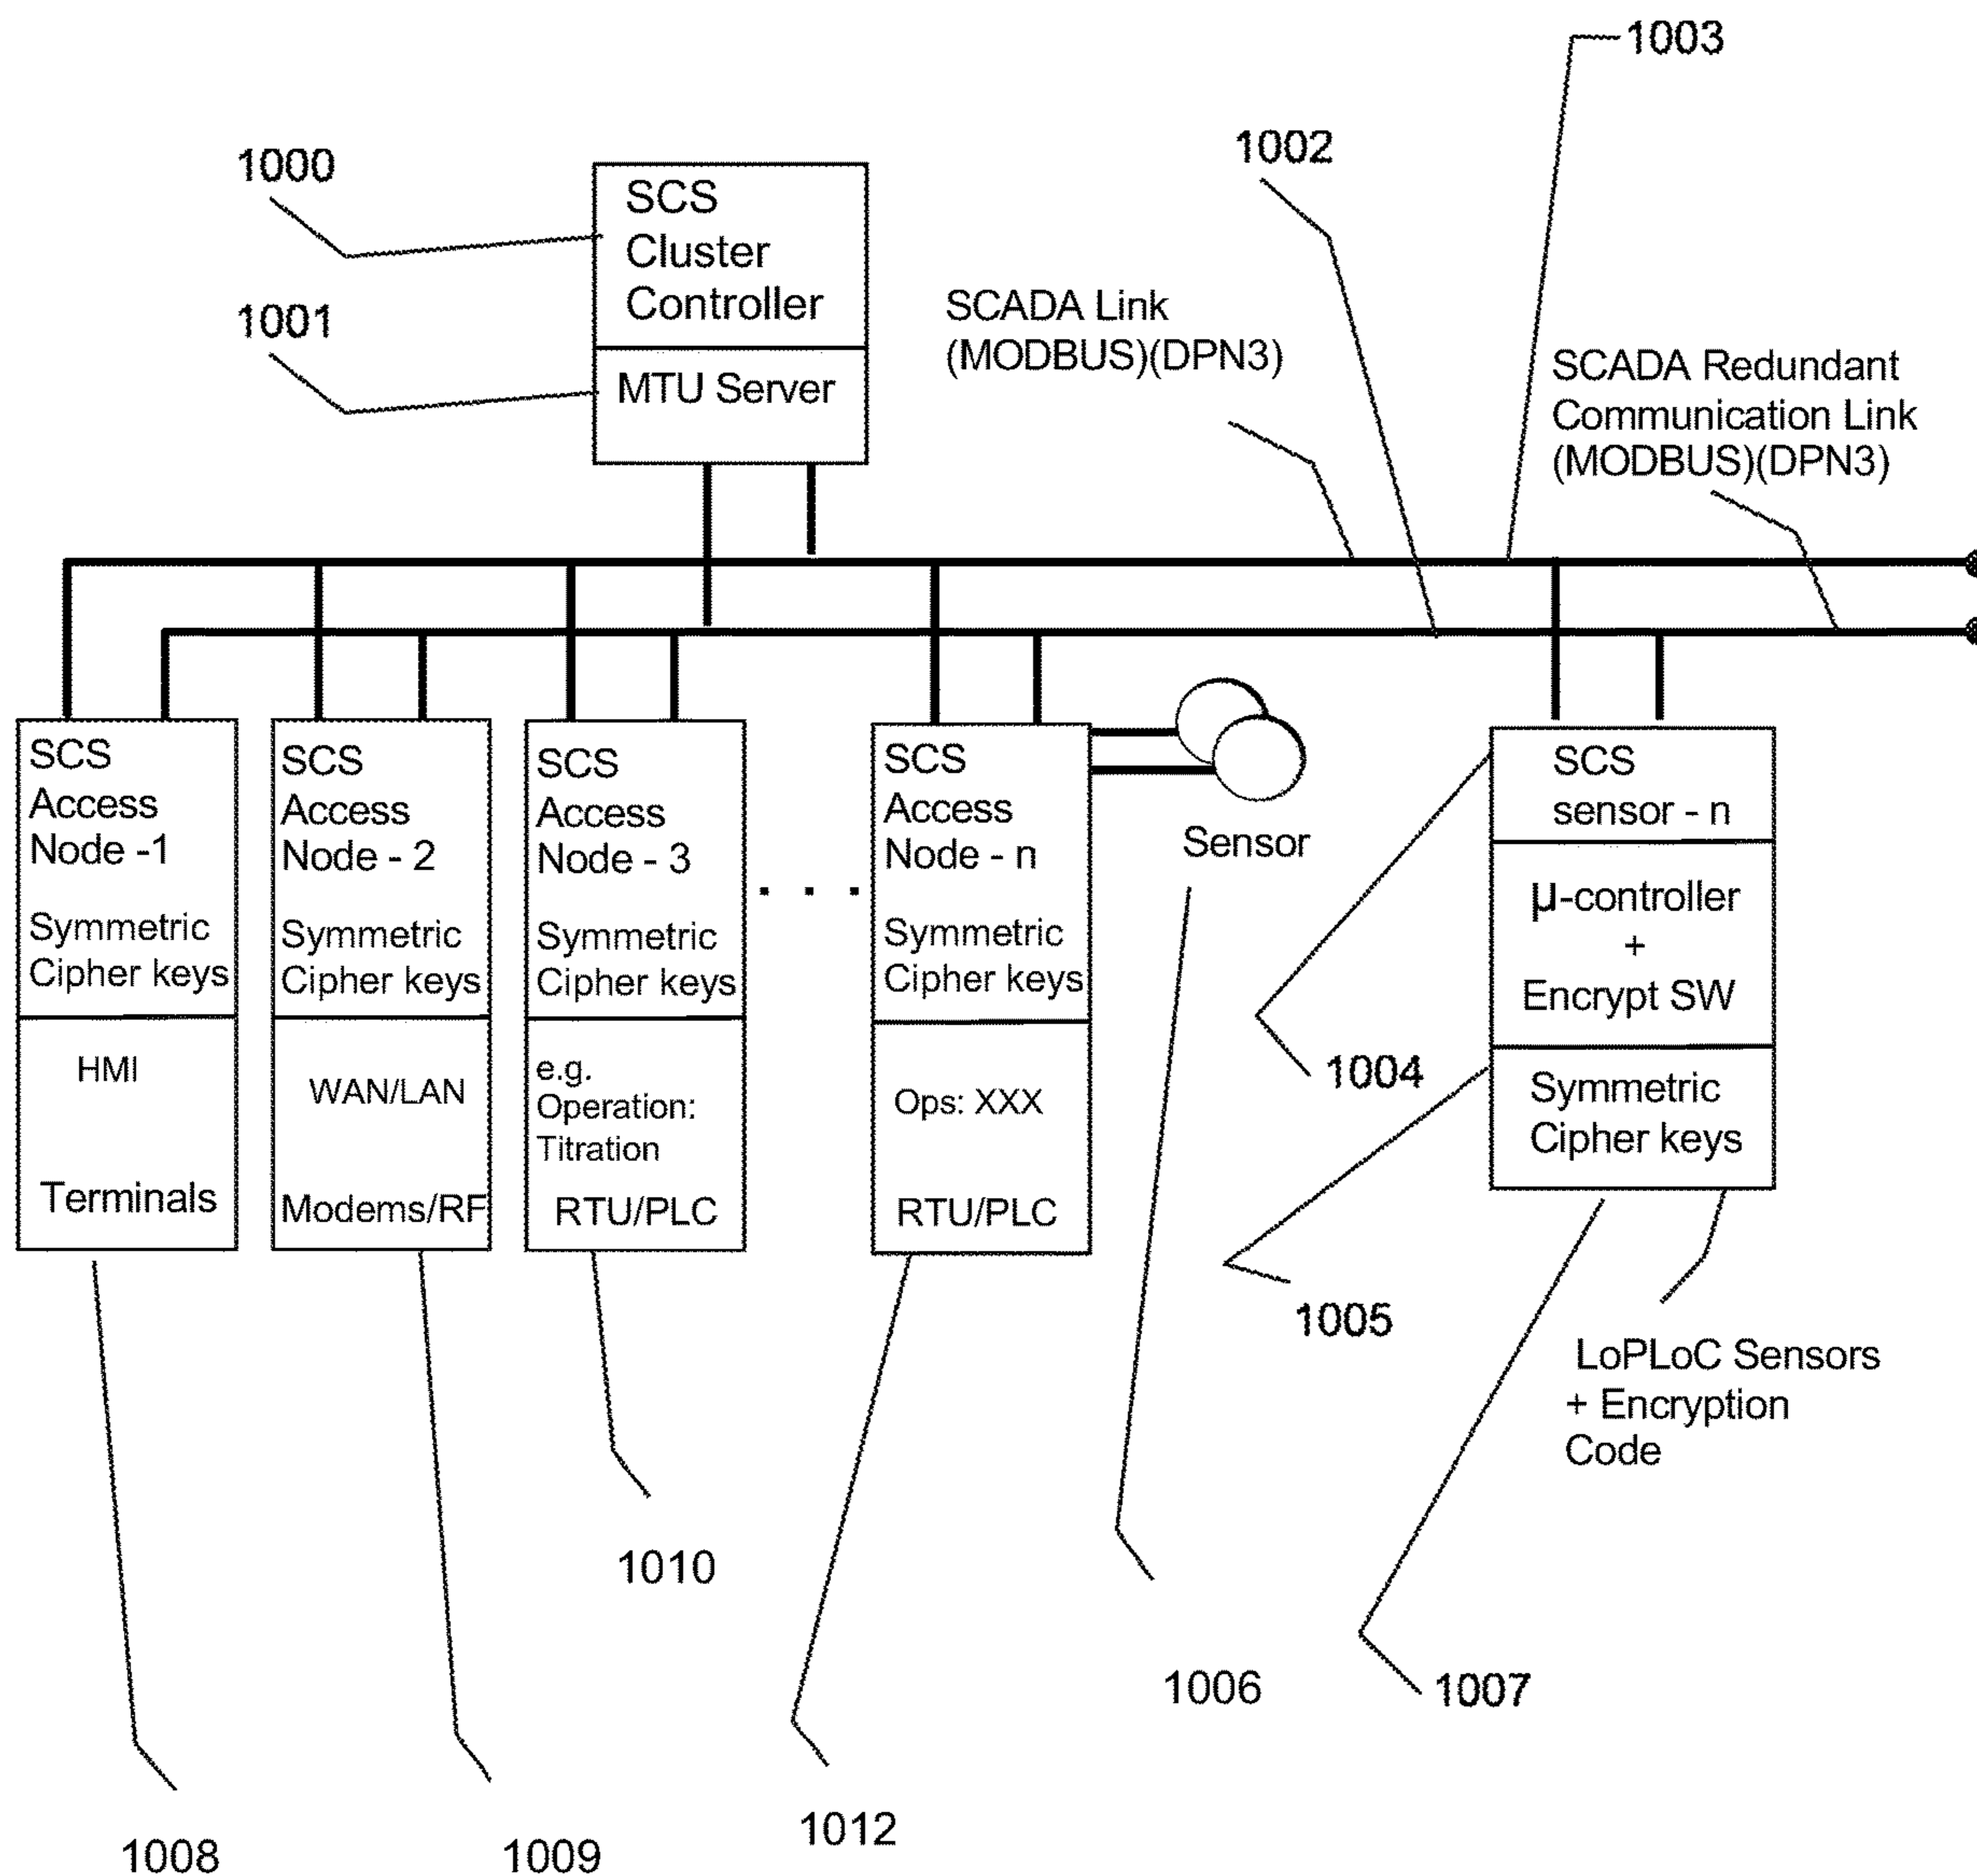 1003
1002
1000
SCS
Cluster
Controller
1001
MTU Server
SCADA Link
(MODBUS)(DPN3)
SCADA Redundant
Communication Link
(MODBUS)(DPN3)
SCS
Access
Node -1
Symmetric
Cipher keys
HMI
Terminals
SCS
Access
Node - 2
Symmetric
Cipher keys
WAN/LAN
Modems/RF
SCS
Access
Node - 3
Symmetric
Cipher keys
e.g.
Operation:
Titration
RTU/PLC
. . .
SCS
Access
Node - n
Symmetric
Cipher keys
Ops: XXX
RTU/PLC
Sensor
SCS
sensor - n
µ-controller
+
Encrypt SW
Symmetric
Cipher keys
1004
1005
LoPLoC Sensors
+ Encryption
Code
1010
1006
1007
1012
1008
1009